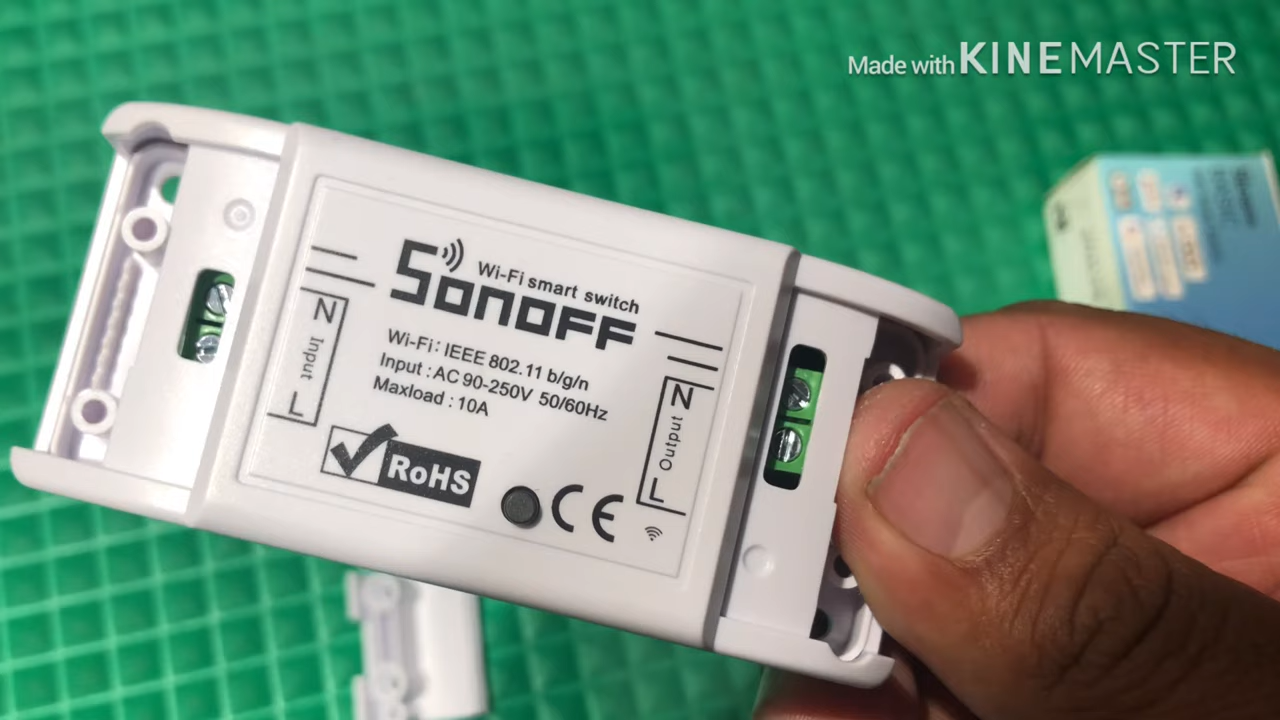 Made with KINEMASTER
Wi-Fi smart switch
SONOFF
Wi-Fi: IEEE 802.11 b/g/n
Input : AC 90-250V 50/60Hz
Maxload : 10A
N Input L
N Output L
RoHS
CE